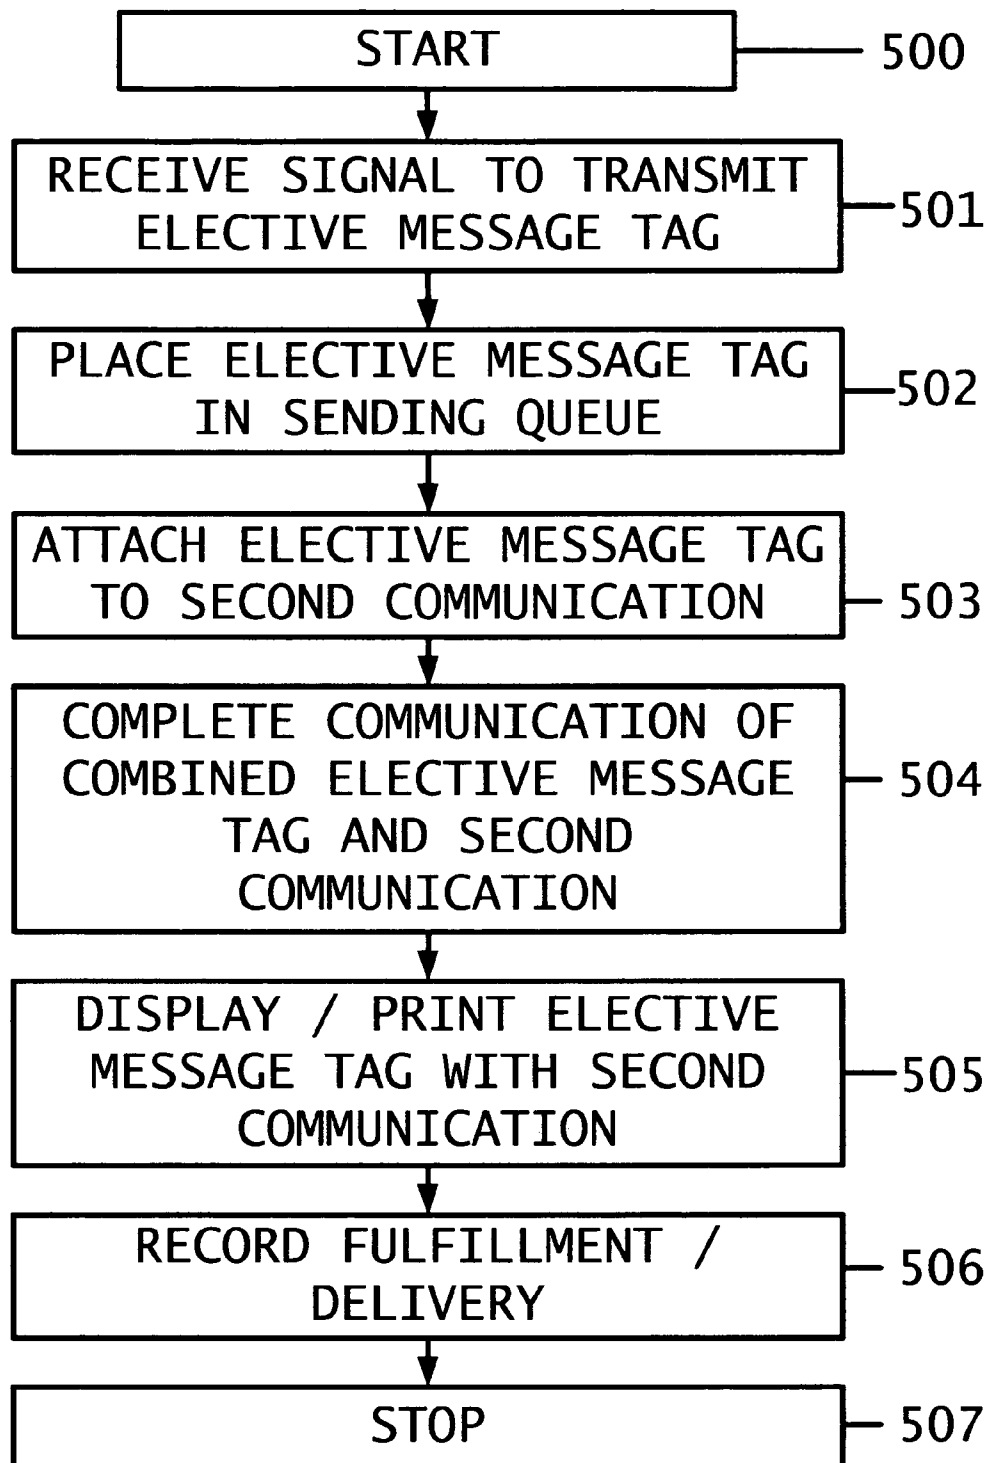 START
500
RECEIVE SIGNAL TO TRANSMIT
ELECTIVE MESSAGE TAG
501
PLACE ELECTIVE MESSAGE TAG
IN SENDING QUEUE
502
ATTACH ELECTIVE MESSAGE TAG
TO SECOND COMMUNICATION
503
COMPLETE COMMUNICATION OF
COMBINED ELECTIVE MESSAGE
TAG AND SECOND
COMMUNICATION
504
DISPLAY / PRINT ELECTIVE
MESSAGE TAG WITH SECOND
COMMUNICATION
505
RECORD FULFILLMENT /
DELIVERY
506
STOP
507